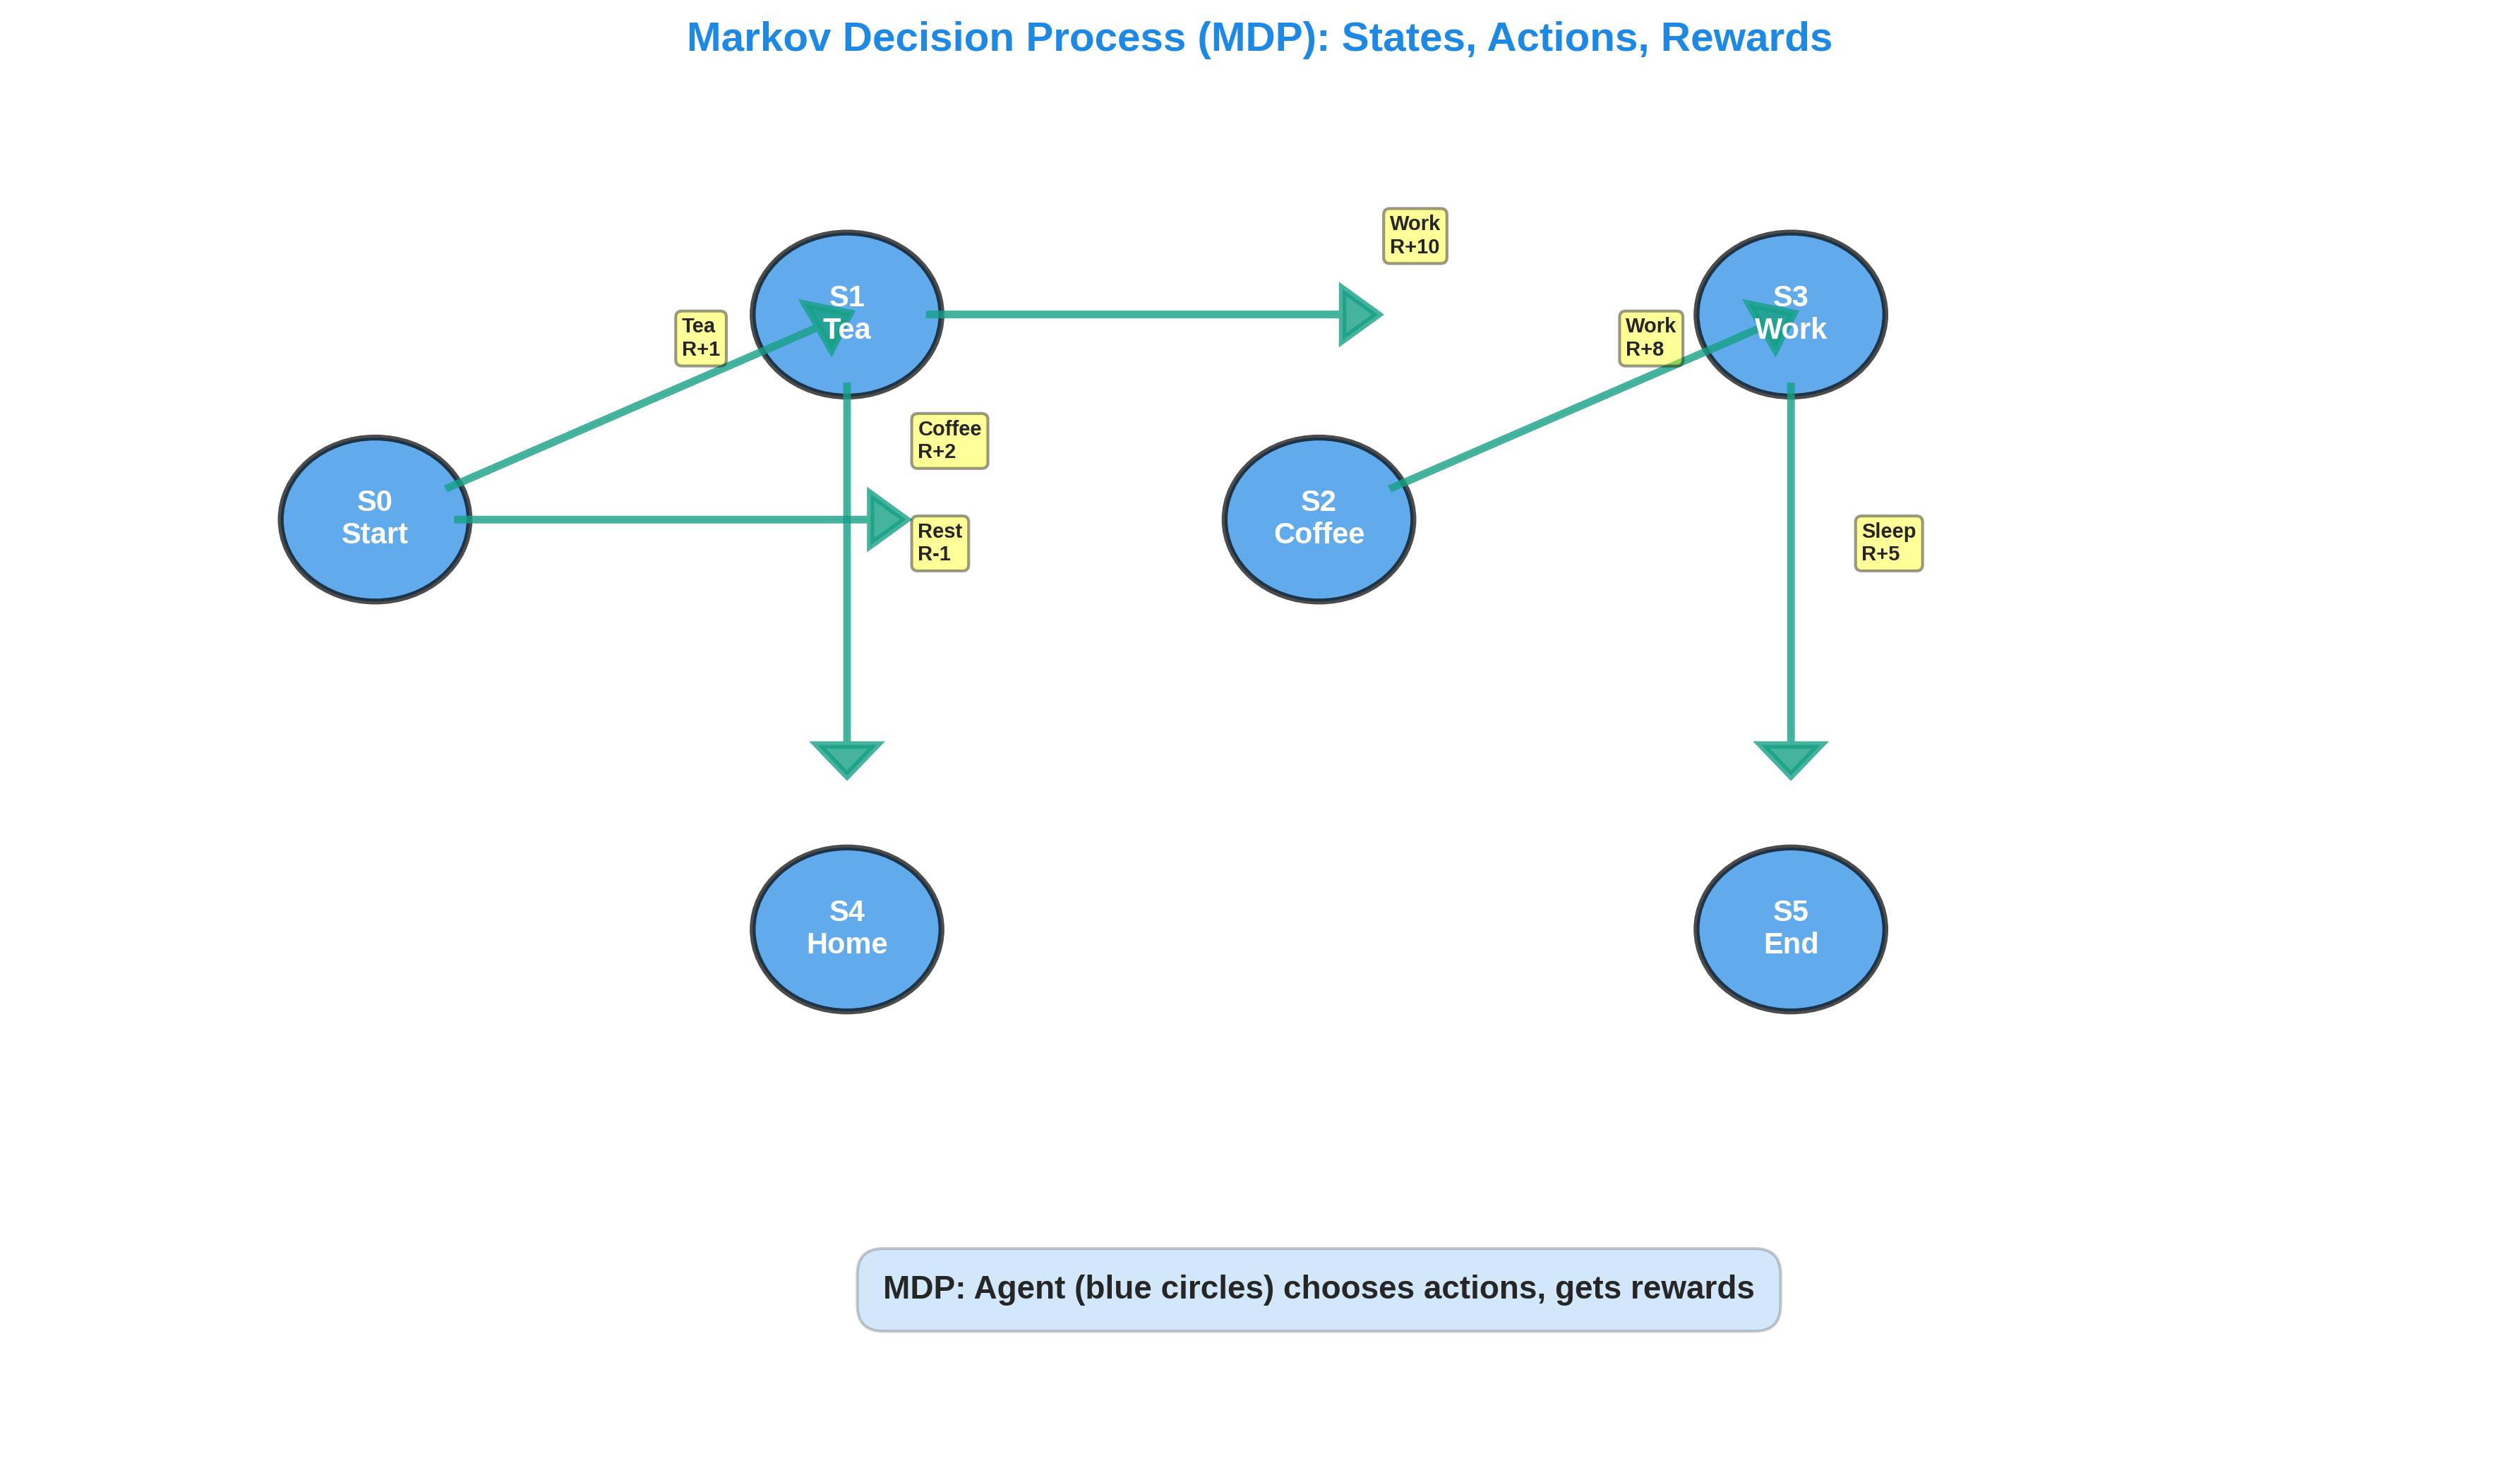 Markov Decision Process (MDP): States, Actions, Rewards
Work
R+10
S1
Tea
S3
Work
Tea
R+1
Work
R+8
Coffee
R+2
S0
Start
Rest
R-1
S2
Coffee
Sleep
R+5
S4
Home
S5
End
MDP: Agent (blue circles) chooses actions, gets rewards